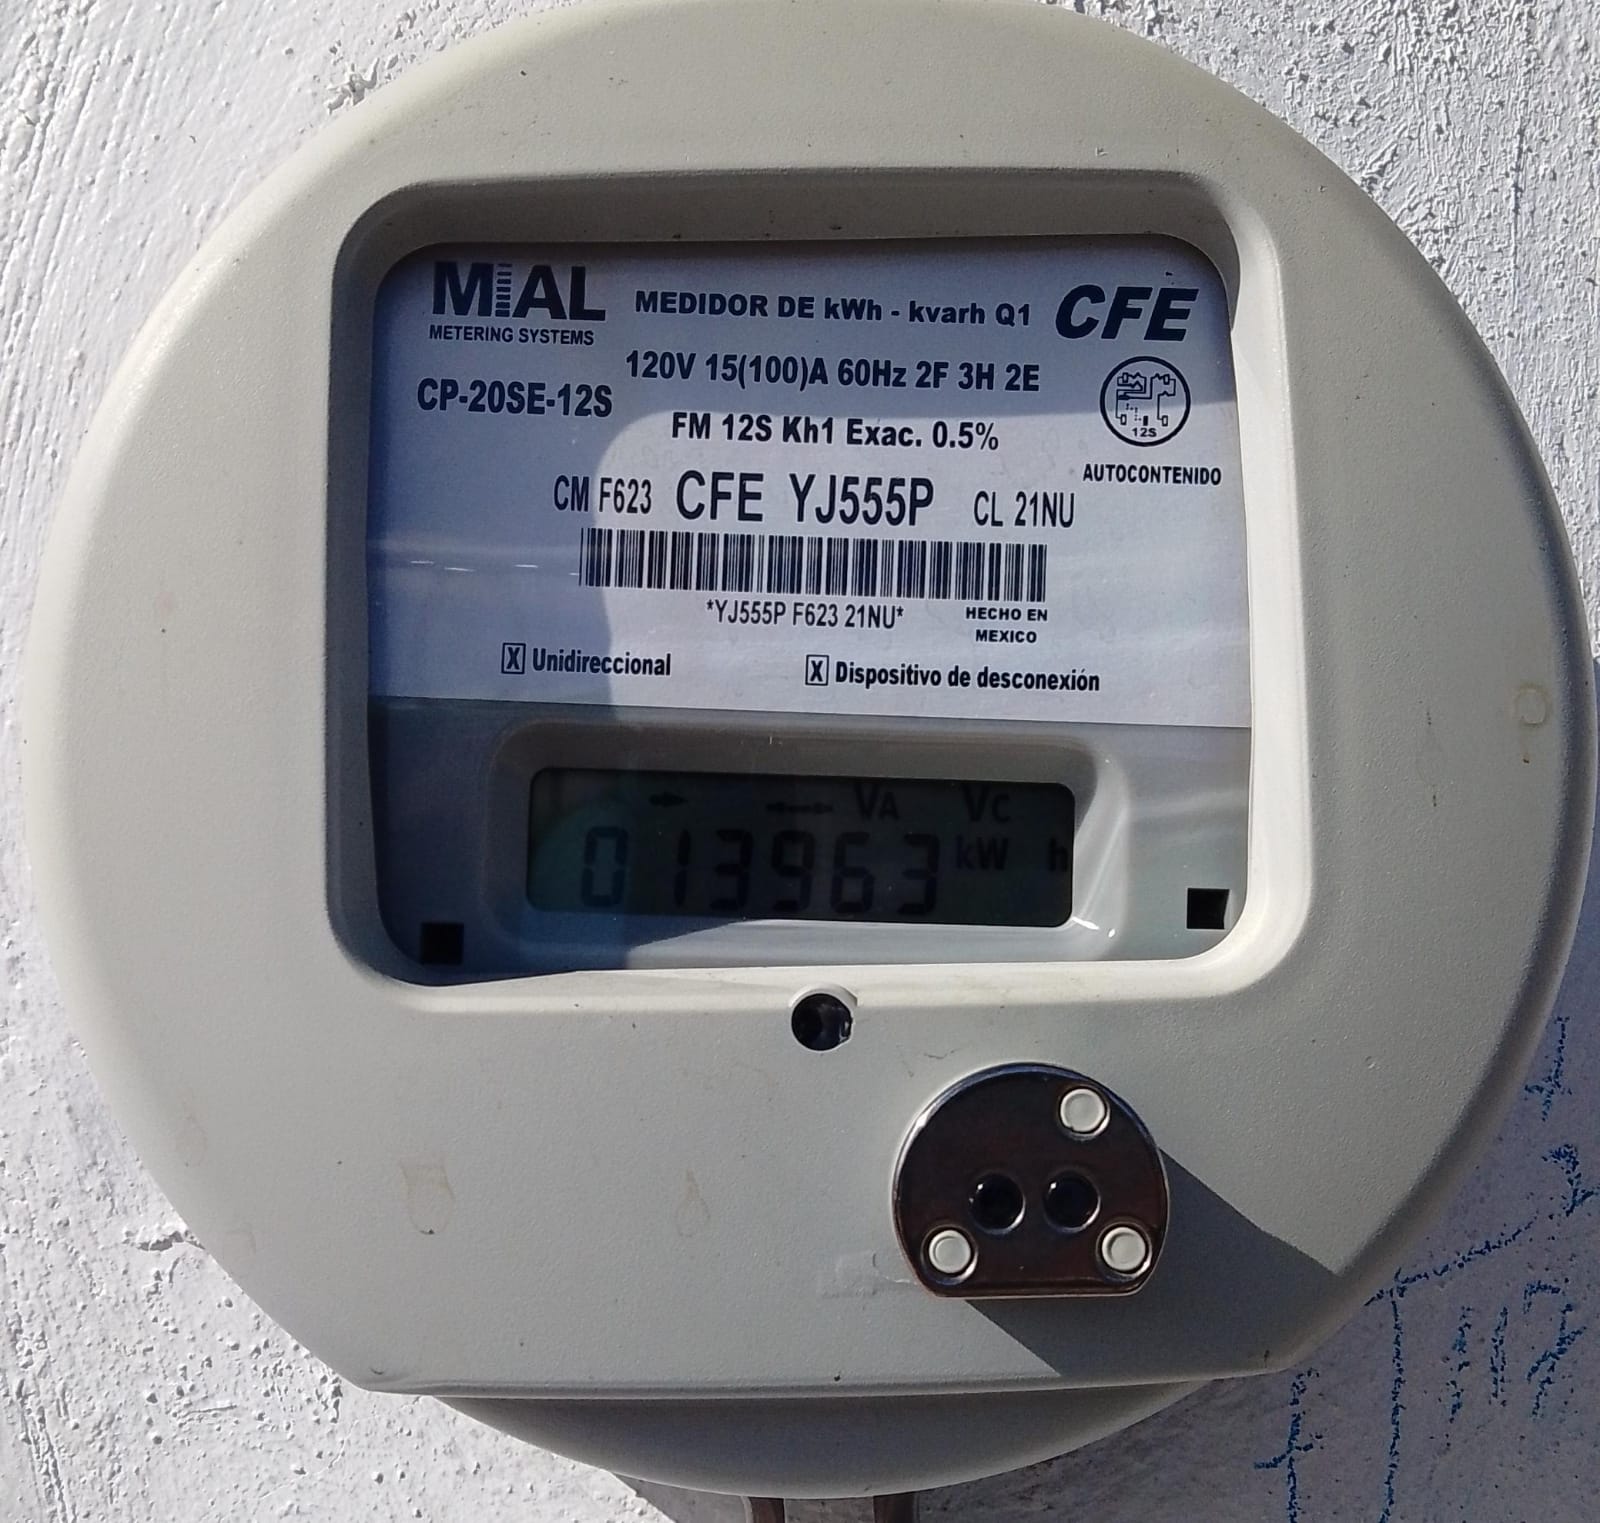 MIAL
METERING SYSTEMS
MEDIDOR DE kWh - kvarh Q1
CFE
120V 15(100)A 60Hz 2F 3H 2E
CP-20SE-12S
FM 12S Kh1 Exac. 0.5%
12S
AUTOCONTENIDO
CM F623 CFE YJ555P CL 21NU
*YJ555P F623 21NU*
HECHO EN
MEXICO
X Unidireccional
X Dispositivo de desconexión
VA VC
013963 kW h